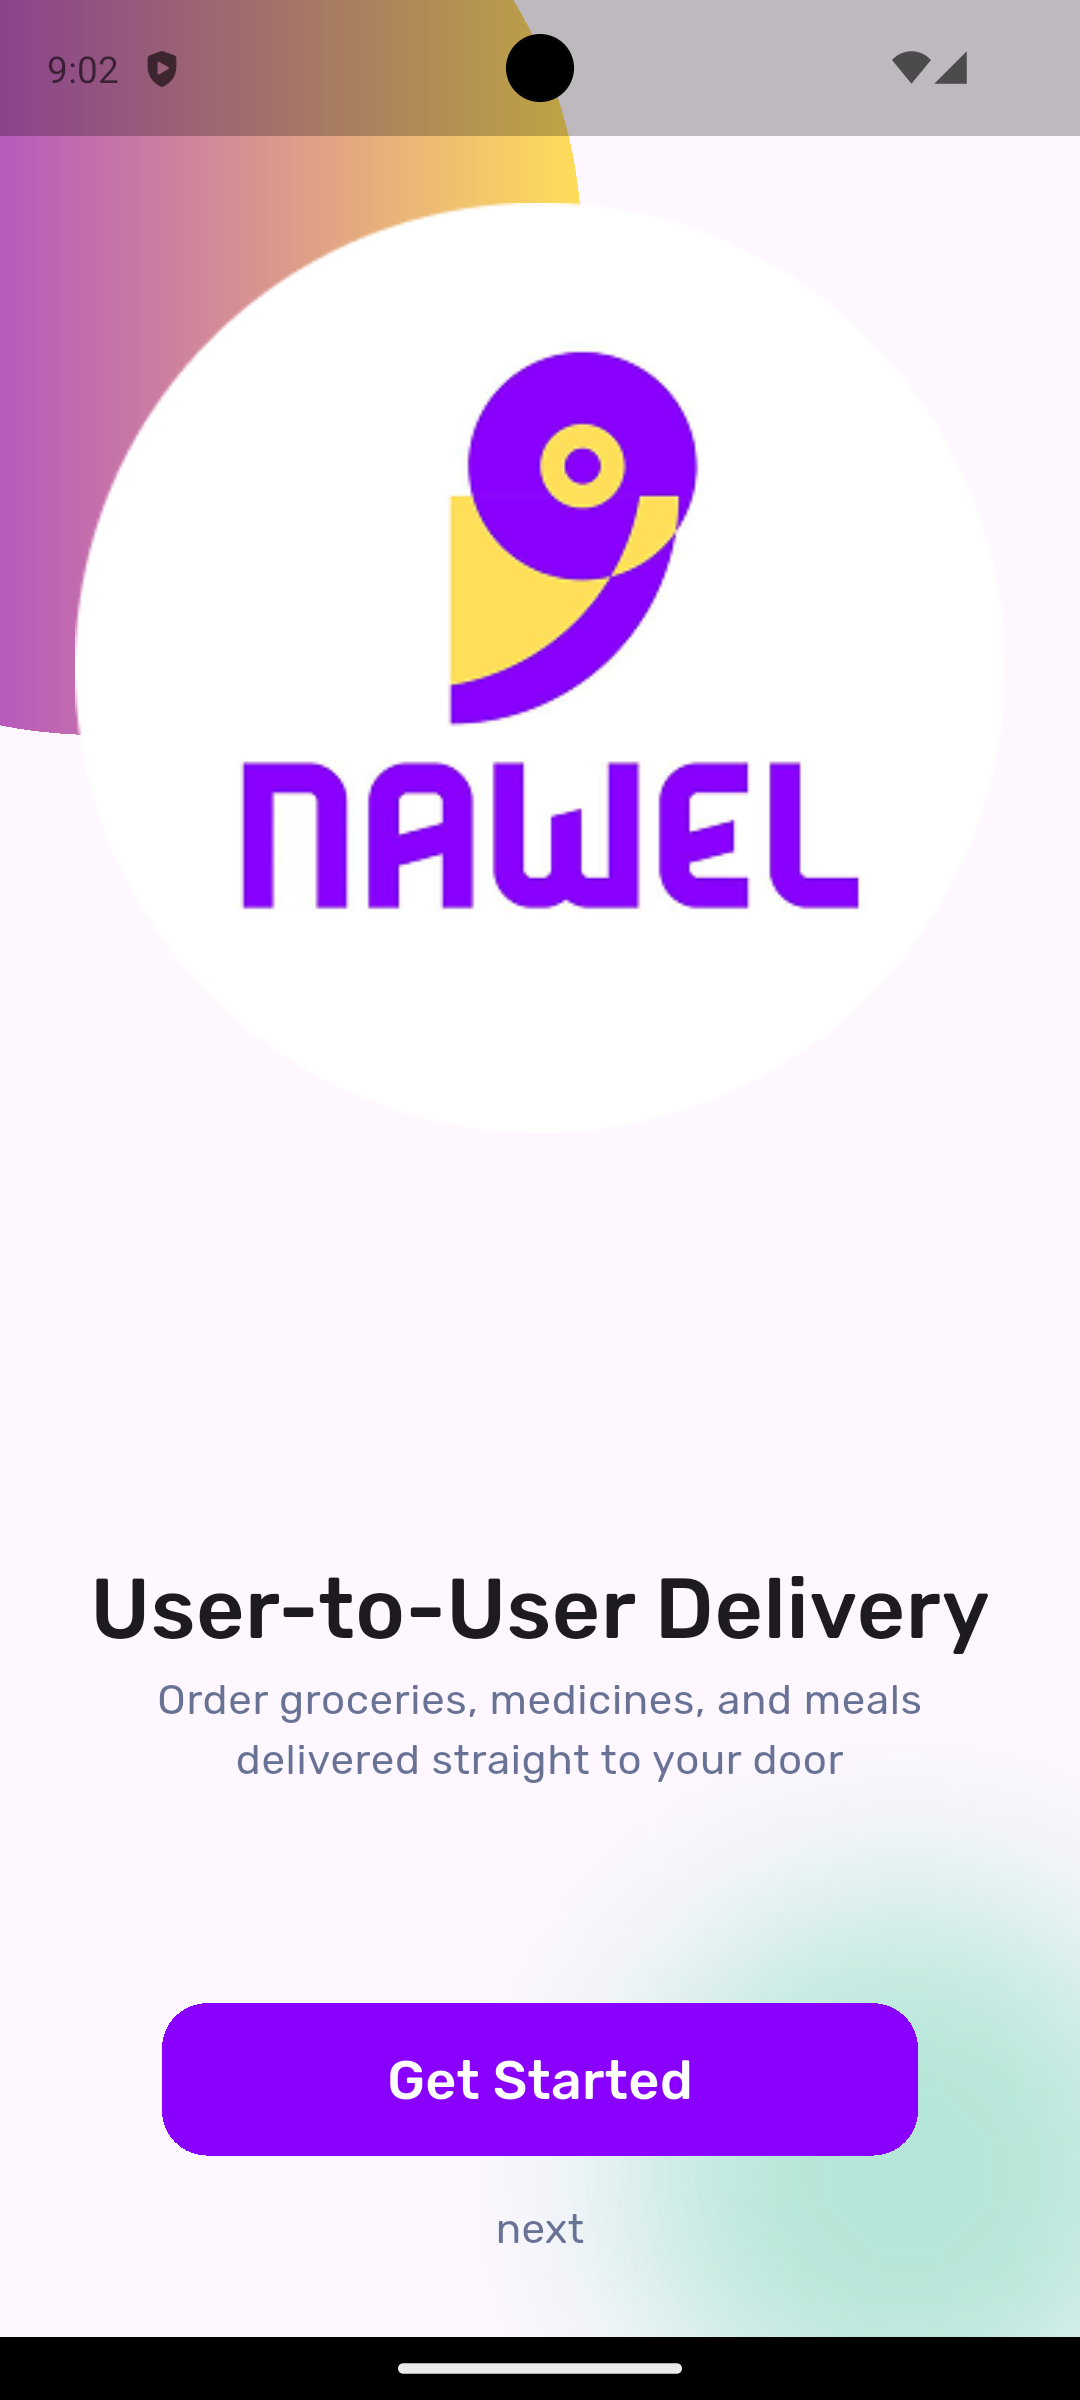 9:02
NAWEL
User-to-User Delivery
Order groceries, medicines, and meals
delivered straight to your door
Get Started
next